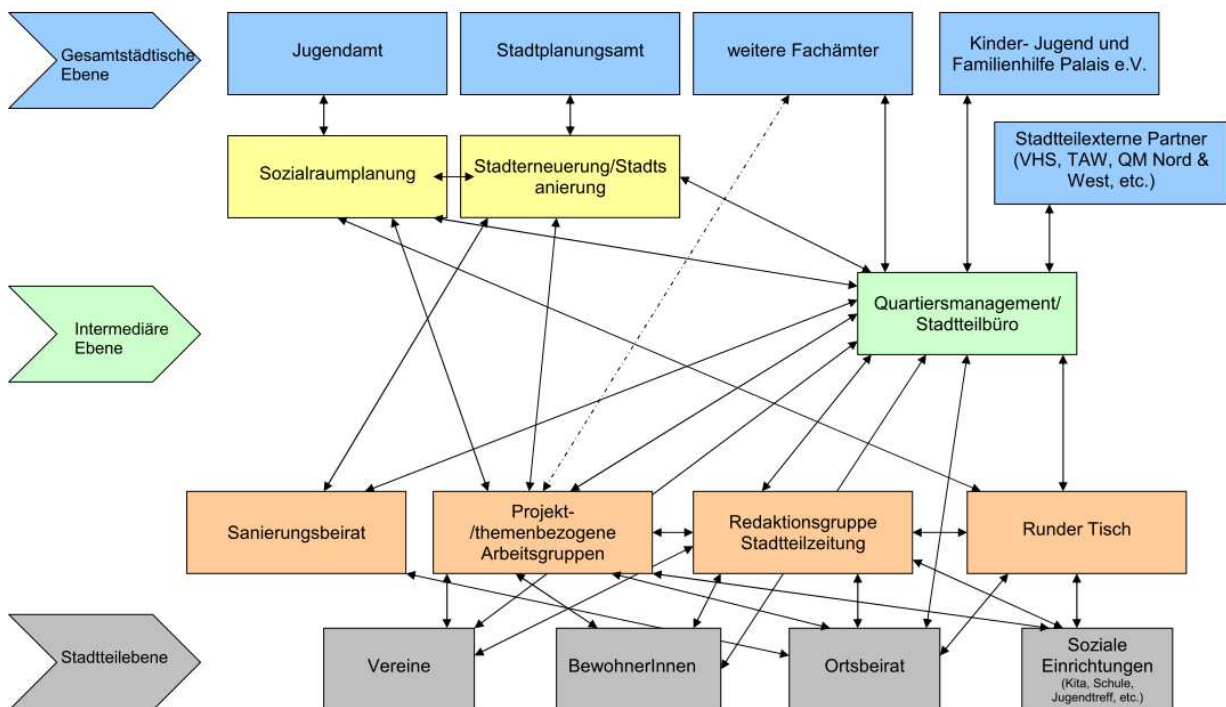 Gesamtstädtische
Ebene
Jugendamt
Stadtplanungsamt
weitere Fachämter
Kinder- Jugend und
Familienhilfe Palais e.V.
Sozialraumplanung
Stadterneuerung/Stadts
anierung
Stadtteilexterne Partner
(VHS, TAW, QM Nord &
West, etc.)
Intermediäre
Ebene
Quartiersmanagement/
Stadtteilbüro
Sanierungsbeirat
Projekt-
/themenbezogene
Arbeitsgruppen
Redaktionsgruppe
Stadtteilzeitung
Runder Tisch
Stadtteilebene
Vereine
BewohnerInnen
Ortsbeirat
Soziale
Einrichtungen
(Kita, Schule,
Jugendtreff, etc.)